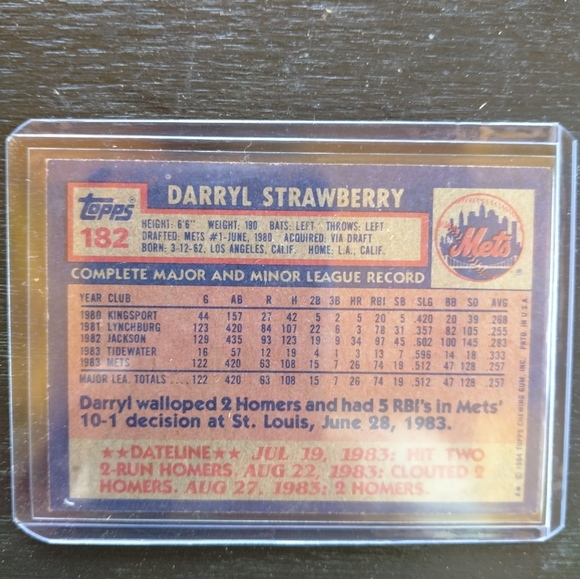 DARRYL STRAWBERRY
Topps
182
HEIGHT: 6'6" WEIGHT: 190 BATS: LEFT THROWS: LEFT
DRAFTED: METS #1-JUNE, 1980 ACQUIRED: VIA DRAFT
BORN: 3-12-62, LOS ANGELES, CALIF. HOME: L.A., CALIF.
Mets
COMPLETE MAJOR AND MINOR LEAGUE RECORD
YEAR CLUB G AB R H 2B 3B HR RBI SB SLG BB SO AVG
1980 KINGSPORT 44 157 27 42 5 2 5 20 5 .420 20 39 .268
1981 LYNCHBURG 123 420 84 107 22 6 3 78 31 .357 82 105 .255
1982 JACKSON 129 435 93 123 19 9 34 97 45 .602 100 145 .283
1983 TIDEWATER 16 57 12 19 4 1 3 13 7 .596 14 18 .333
1983 METS 122 420 63 108 15 7 26 74 19 .512 47 128 .257
MAJOR LEA. TOTALS .... 122 420 63 108 15 7 26 74 19 .512 47 128 .257
Darryl walloped 2 Homers and had 5 RBI's in Mets'
10-1 decision at St. Louis, June 28, 1983.
★★DATELINE★★ JUL 19, 1983: HIT TWO
2-RUN HOMERS. AUG 22, 1983: CLOUTED 2
HOMERS. AUG 27, 1983: 2 HOMERS.
© 1984 TOPPS CHEWING GUM, INC. PRTD. IN U.S.A.